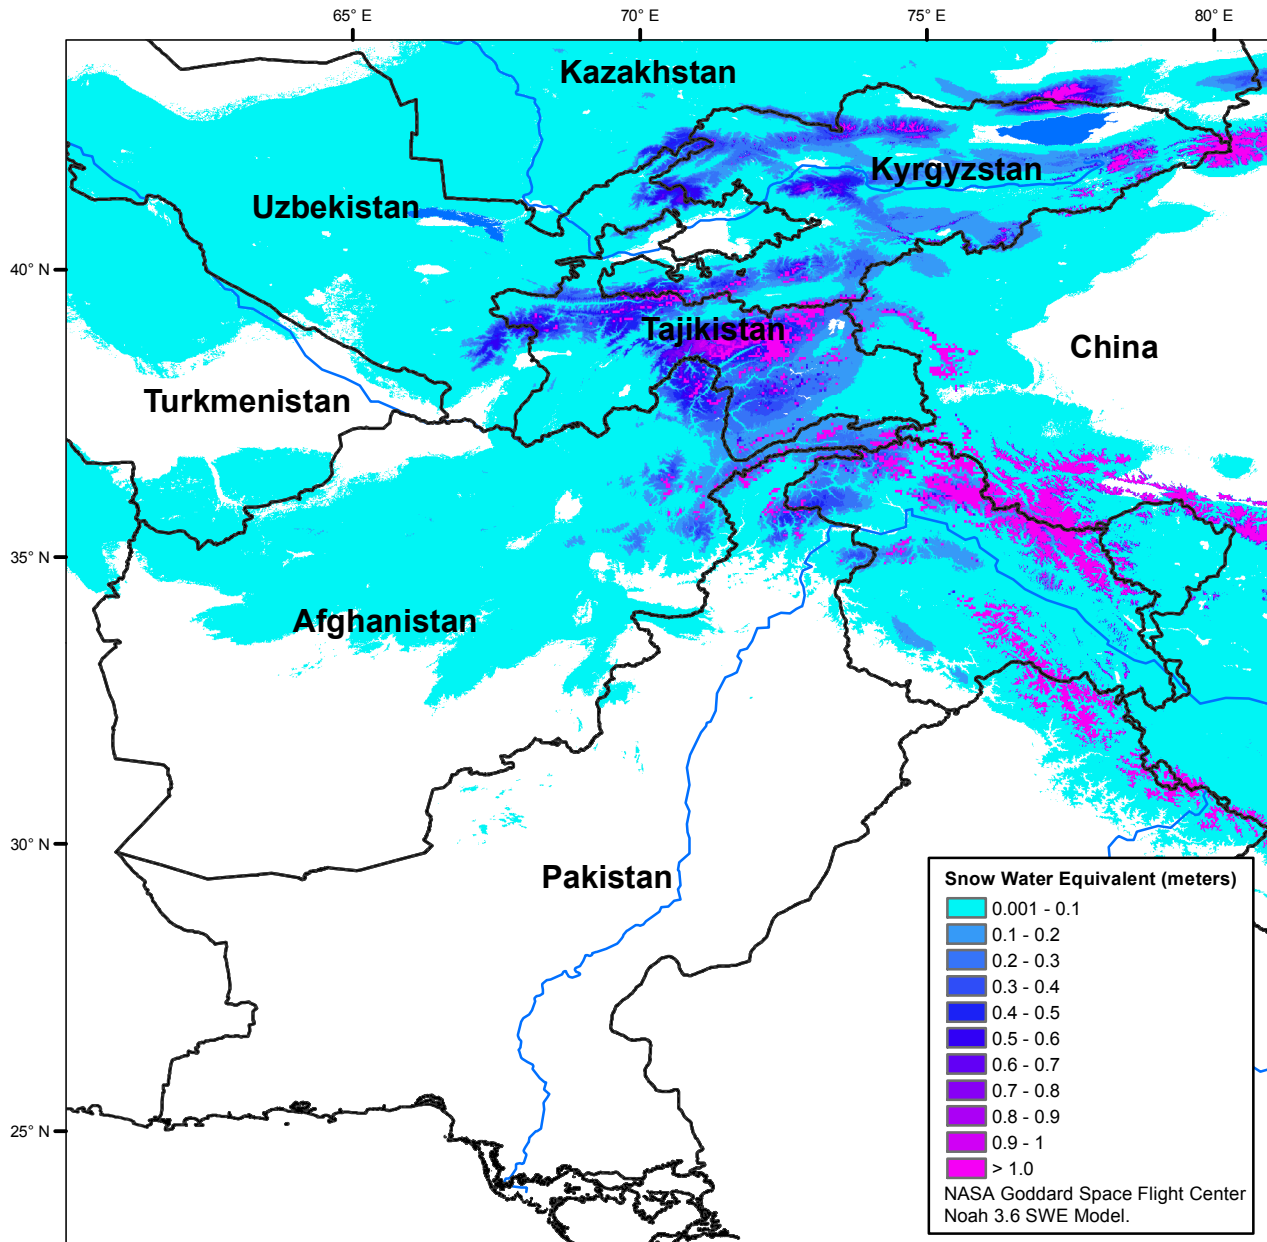 65° E
70° E
75° E
80° E
Kazakhstan
Kyrgyzstan
Uzbekistan
40° N
Tajikistan
China
Turkmenistan
35° N
Afghanistan
30° N
Pakistan
25° N
Snow Water Equivalent (meters)
0.001 - 0.1
0.1 - 0.2
0.2 - 0.3
0.3 - 0.4
0.4 - 0.5
0.5 - 0.6
0.6 - 0.7
0.7 - 0.8
0.8 - 0.9
0.9 - 1
> 1.0
NASA Goddard Space Flight Center
Noah 3.6 SWE Model.